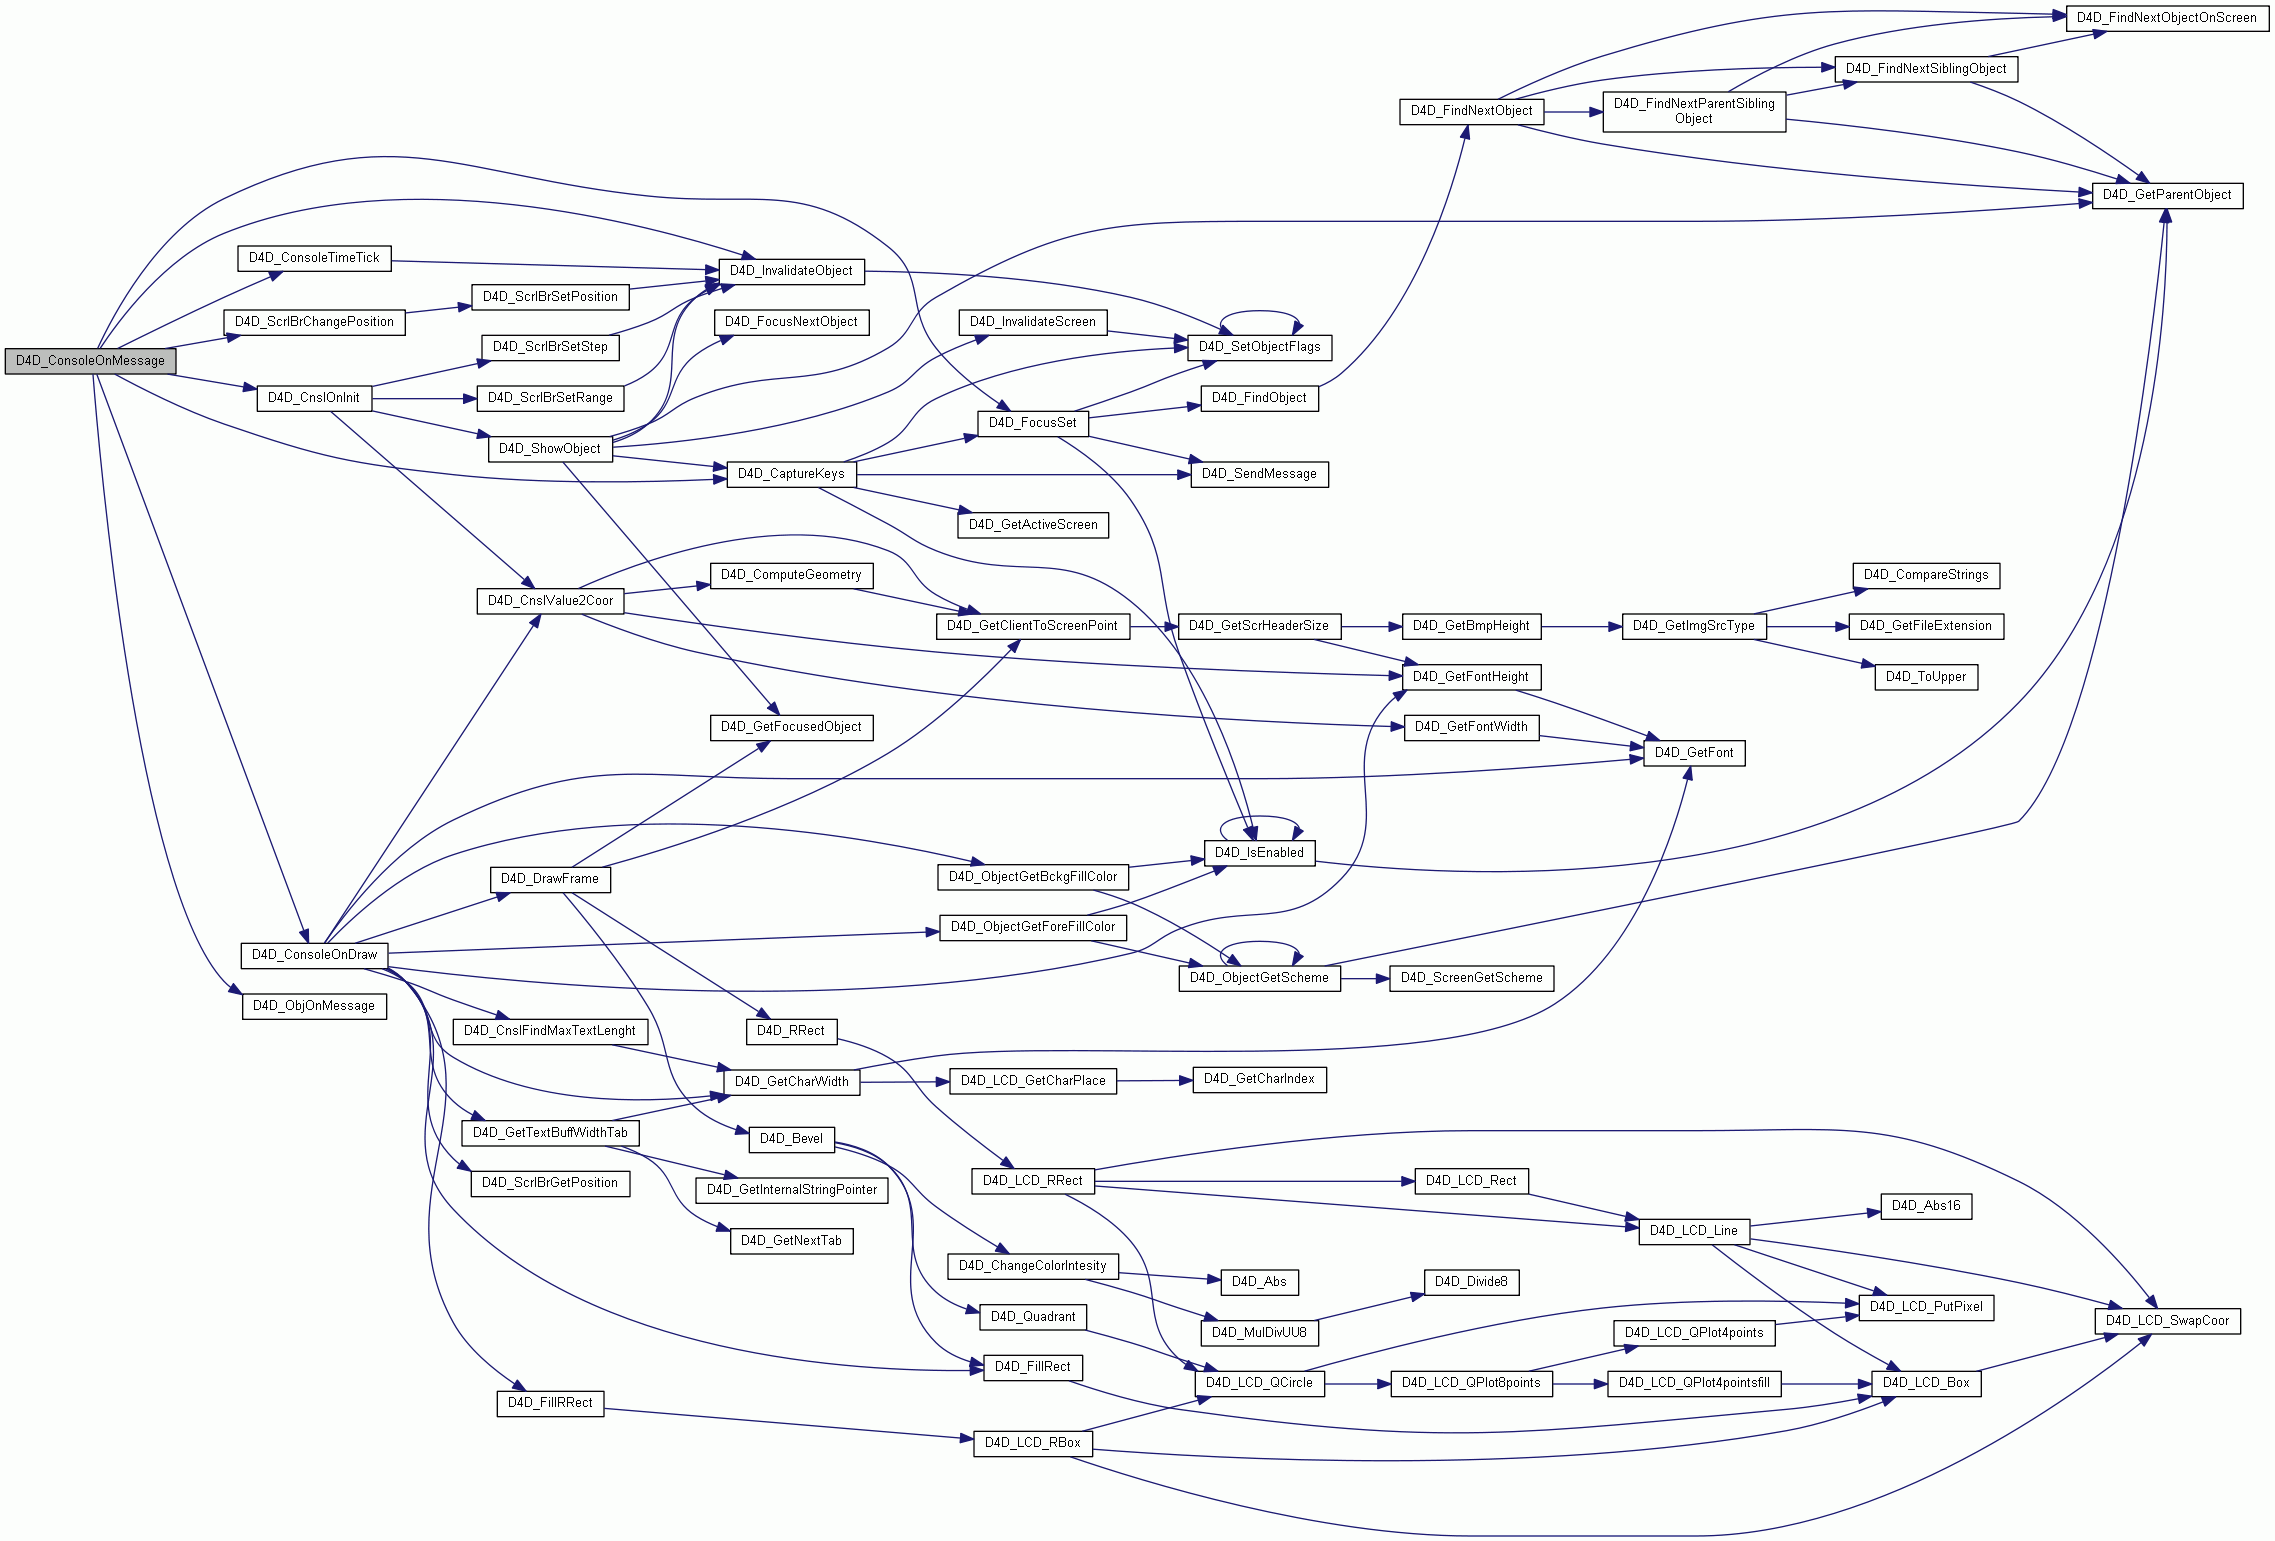 D4D_FindNextObjectOnScreen
D4D_FindNextSiblingObject
D4D_FindNextObject
D4D_FindNextParentSibling
Object
D4D_GetParentObject
D4D_ConsoleTimeTick
D4D_InvalidateObject
D4D_ScrlBrSetPosition
D4D_ScrlBrChangePosition
D4D_FocusNextObject
D4D_InvalidateScreen
D4D_ScrlBrSetStep
D4D_SetObjectFlags
D4D_ConsoleOnMessage
D4D_CnslOnInit
D4D_ScrlBrSetRange
D4D_FindObject
D4D_FocusSet
D4D_ShowObject
D4D_CaptureKeys
D4D_SendMessage
D4D_GetActiveScreen
D4D_ComputeGeometry
D4D_CompareStrings
D4D_CnslValue2Coor
D4D_GetClientToScreenPoint
D4D_GetScrHeaderSize
D4D_GetBmpHeight
D4D_GetImgSrcType
D4D_GetFileExtension
D4D_GetFontHeight
D4D_ToUpper
D4D_GetFocusedObject
D4D_GetFontWidth
D4D_GetFont
D4D_IsEnabled
D4D_DrawFrame
D4D_ObjectGetBckgFillColor
D4D_ObjectGetForeFillColor
D4D_ConsoleOnDraw
D4D_ObjectGetScheme
D4D_ScreenGetScheme
D4D_ObjOnMessage
D4D_CnslFindMaxTextLenght
D4D_RRect
D4D_GetCharWidth
D4D_LCD_GetCharPlace
D4D_GetCharIndex
D4D_GetTextBuffWidthTab
D4D_Bevel
D4D_ScrlBrGetPosition
D4D_GetInternalStringPointer
D4D_LCD_RRect
D4D_LCD_Rect
D4D_Abs16
D4D_GetNextTab
D4D_LCD_Line
D4D_ChangeColorIntesity
D4D_Abs
D4D_Divide8
D4D_Quadrant
D4D_MulDivUU8
D4D_LCD_PutPixel
D4D_LCD_QPlot4points
D4D_LCD_SwapCoor
D4D_FillRect
D4D_LCD_QCircle
D4D_LCD_QPlot8points
D4D_LCD_QPlot4pointsfill
D4D_LCD_Box
D4D_FillRRect
D4D_LCD_RBox